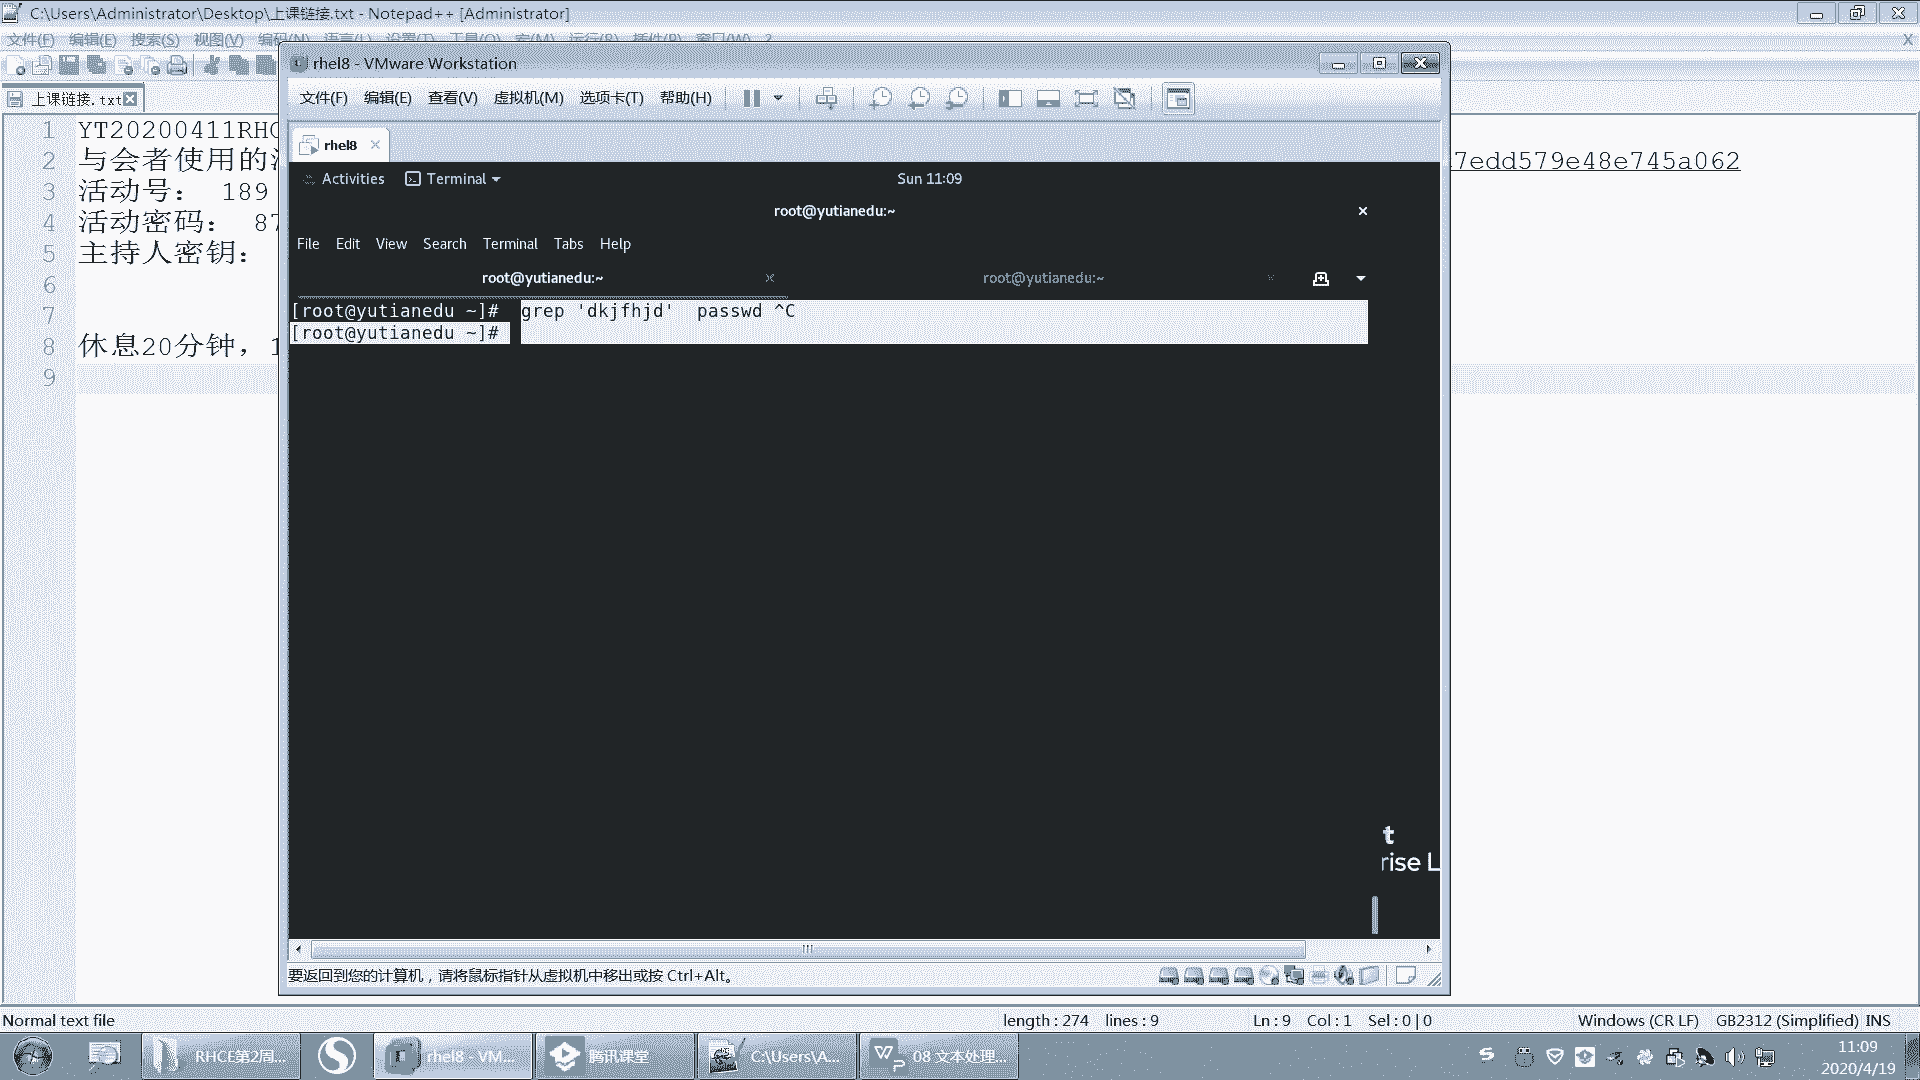 C:\Users\Administrator\Desktop\上课链接.txt - Notepad++ [Administrator]
文件(F) 编辑(E) 搜索(S) 视图(V) 编码(N) 语言(L) 设置(T) 工具(O) 宏(M) 运行(R) 插件(P) 窗口(W) ?
X
上课链接.txt
1 YT20200411RHC
2 与会者使用的 7edd579e48e745a062
3 活动号: 189
4 活动密码: 87
5 主持人密钥:
6
7
8 休息20分钟,1
9
rhel8 - VMware Workstation
文件(F) 编辑(E) 查看(V) 虚拟机(M) 选项卡(T) 帮助(H)
rhel8
Activities Terminal Sun 11:09
root@yutianedu:~
File Edit View Search Terminal Tabs Help
root@yutianedu:~ root@yutianedu:~
[root@yutianedu ~]# grep 'dkjfhjd'  passwd ^C
[root@yutianedu ~]#
t
rise L
要返回到您的计算机,请将鼠标指针从虚拟机中移出或按 Ctrl+Alt。
Normal text file length : 274 lines : 9 Ln : 9 Col : 1 Sel : 0 | 0 Windows (CR LF) GB2312 (Simplified) INS
RHCE第2周... rhel8 - VM... 腾讯课堂 C:\Users\A... 08 文本处理...
11:09
2020/4/19